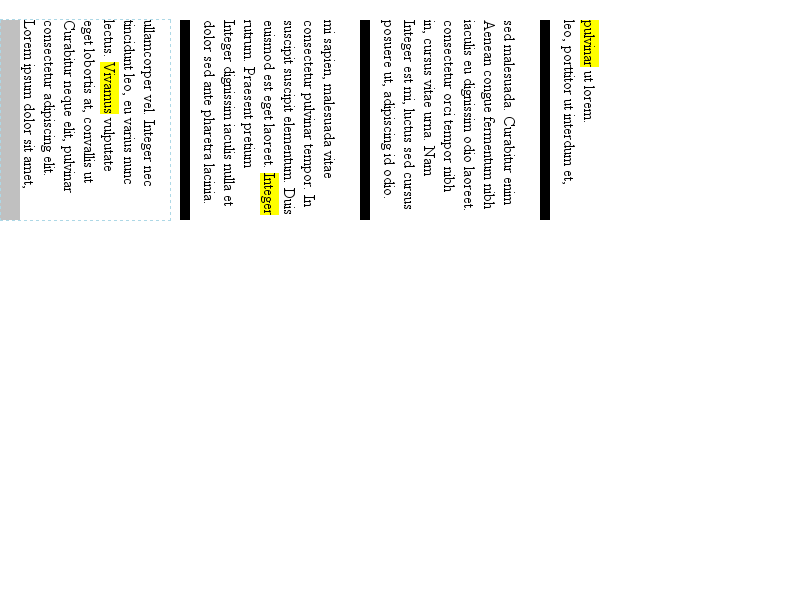 Lorem ipsum dolor sit amet,
consectetur adipiscing elit.
Curabitur neque elit, pulvinar
eget lobortis at, convallis ut
lectus. Vivamus vulputate
tincidunt leo, eu varius nunc
ullamcorper vel. Integer nec
dolor sed ante pharetra lacinia.
Integer dignissim iaculis nulla et
rutrum. Praesent pretium
euismod est eget laoreet. Integer
suscipit suscipit elementum. Duis
consectetur pulvinar tempor. In
mi sapien, malesuada vitae
posuere ut, adipiscing id odio.
Integer est mi, luctus sed cursus
in, cursus vitae urna. Nam
consectetur orci tempor nibh
iaculis eu dignissim odio laoreet.
Aenean congue fermentum nibh
sed malesuada. Curabitur enim
leo, porttitor ut interdum et,
pulvinar ut lorem.